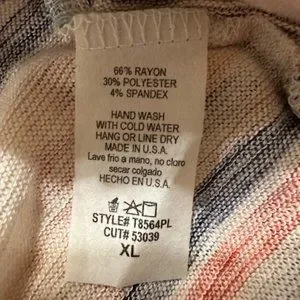 66% RAYON
30% POLYESTER
4% SPANDEX
HAND WASH
WITH COLD WATER
HANG OR LINE DRY
MADE IN U.S.A.
Lave frio a mano, no cloro
secar colgado
HECHO EN U.S.A.
STYLE# T8564PL
CUT# 53039
XL